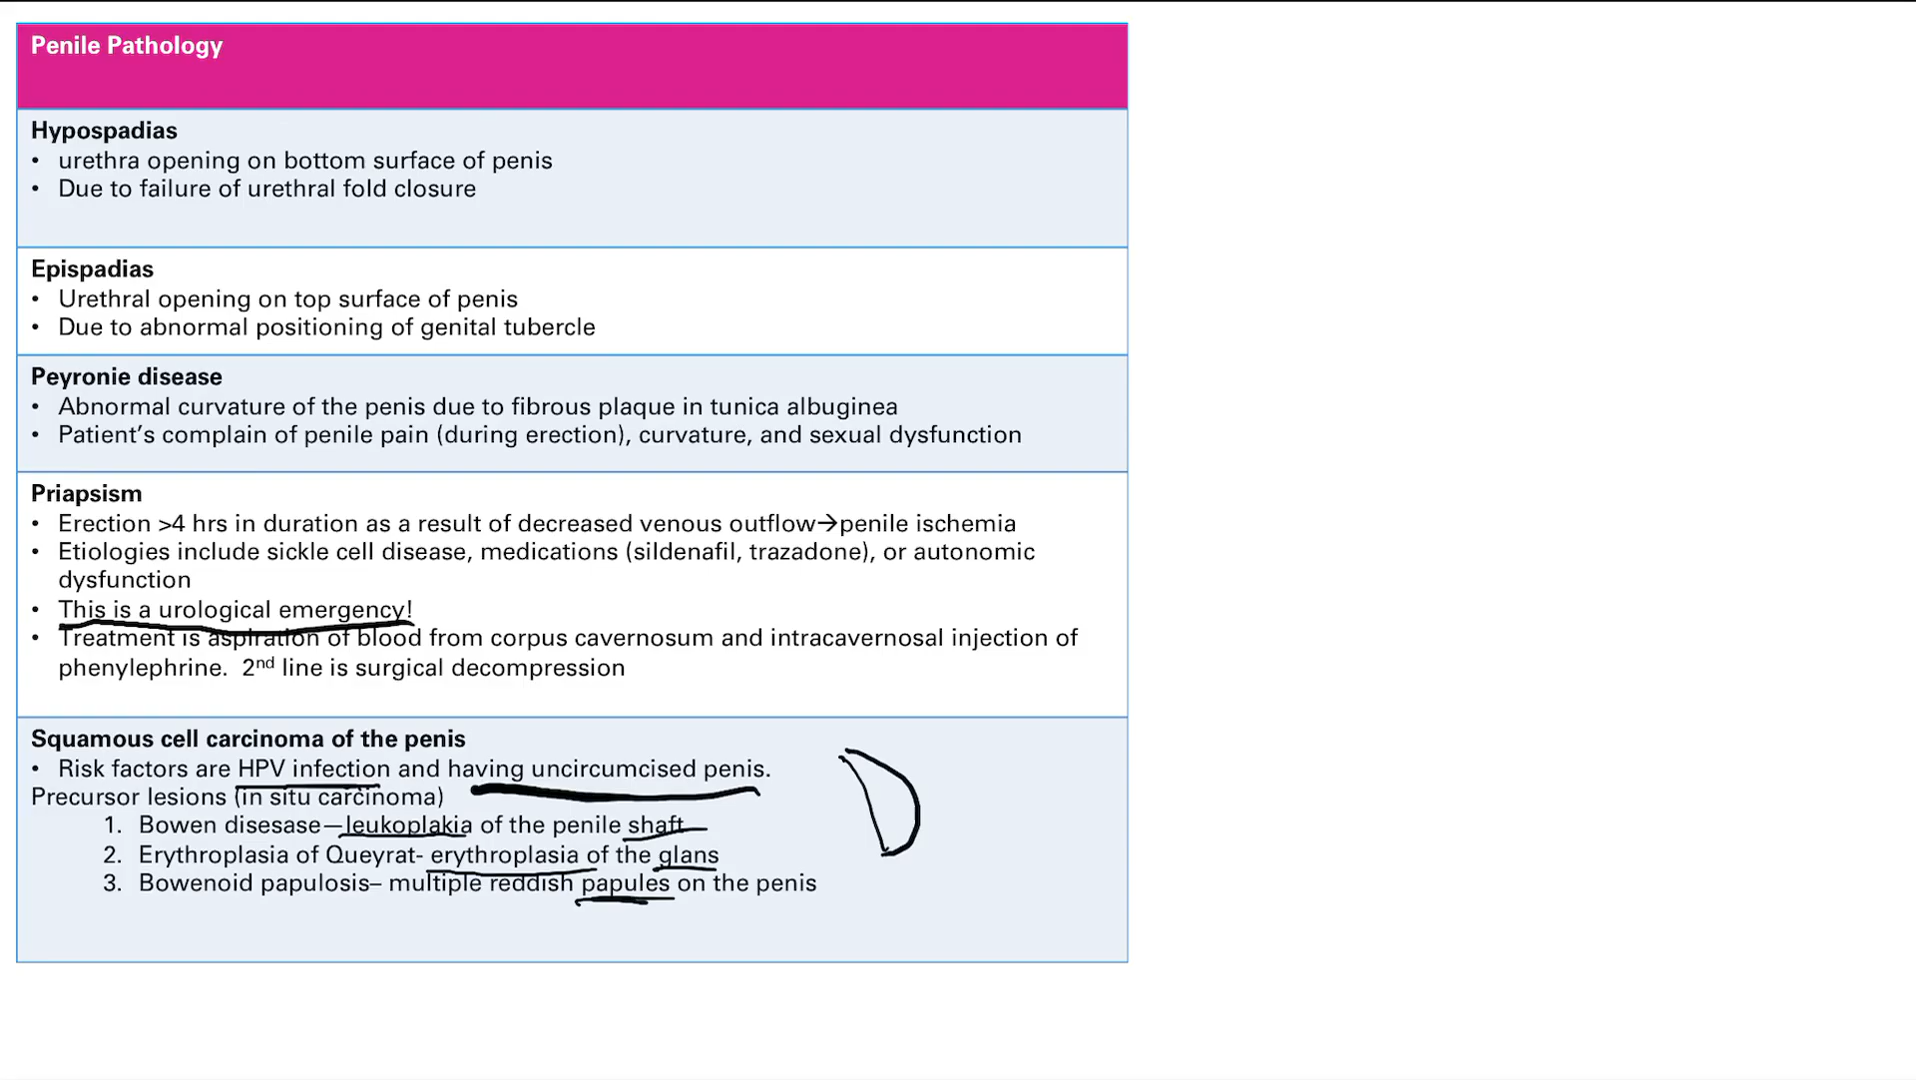 Penile Pathology
Hypospadias
• urethra opening on bottom surface of penis
• Due to failure of urethral fold closure
Epispadias
• Urethral opening on top surface of penis
• Due to abnormal positioning of genital tubercle
Peyronie disease
• Abnormal curvature of the penis due to fibrous plaque in tunica albuginea
• Patient’s complain of penile pain (during erection), curvature, and sexual dysfunction
Priapsism
• Erection >4 hrs in duration as a result of decreased venous outflow→penile ischemia
• Etiologies include sickle cell disease, medications (sildenafil, trazadone), or autonomic
dysfunction
• This is a urological emergency!
• Treatment is aspiration of blood from corpus cavernosum and intracavernosal injection of
phenylephrine. 2nd line is surgical decompression
Squamous cell carcinoma of the penis
• Risk factors are HPV infection and having uncircumcised penis.
Precursor lesions (in situ carcinoma)
1. Bowen disesase—leukoplakia of the penile shaft
2. Erythroplasia of Queyrat- erythroplasia of the glans
3. Bowenoid papulosis– multiple reddish papules on the penis